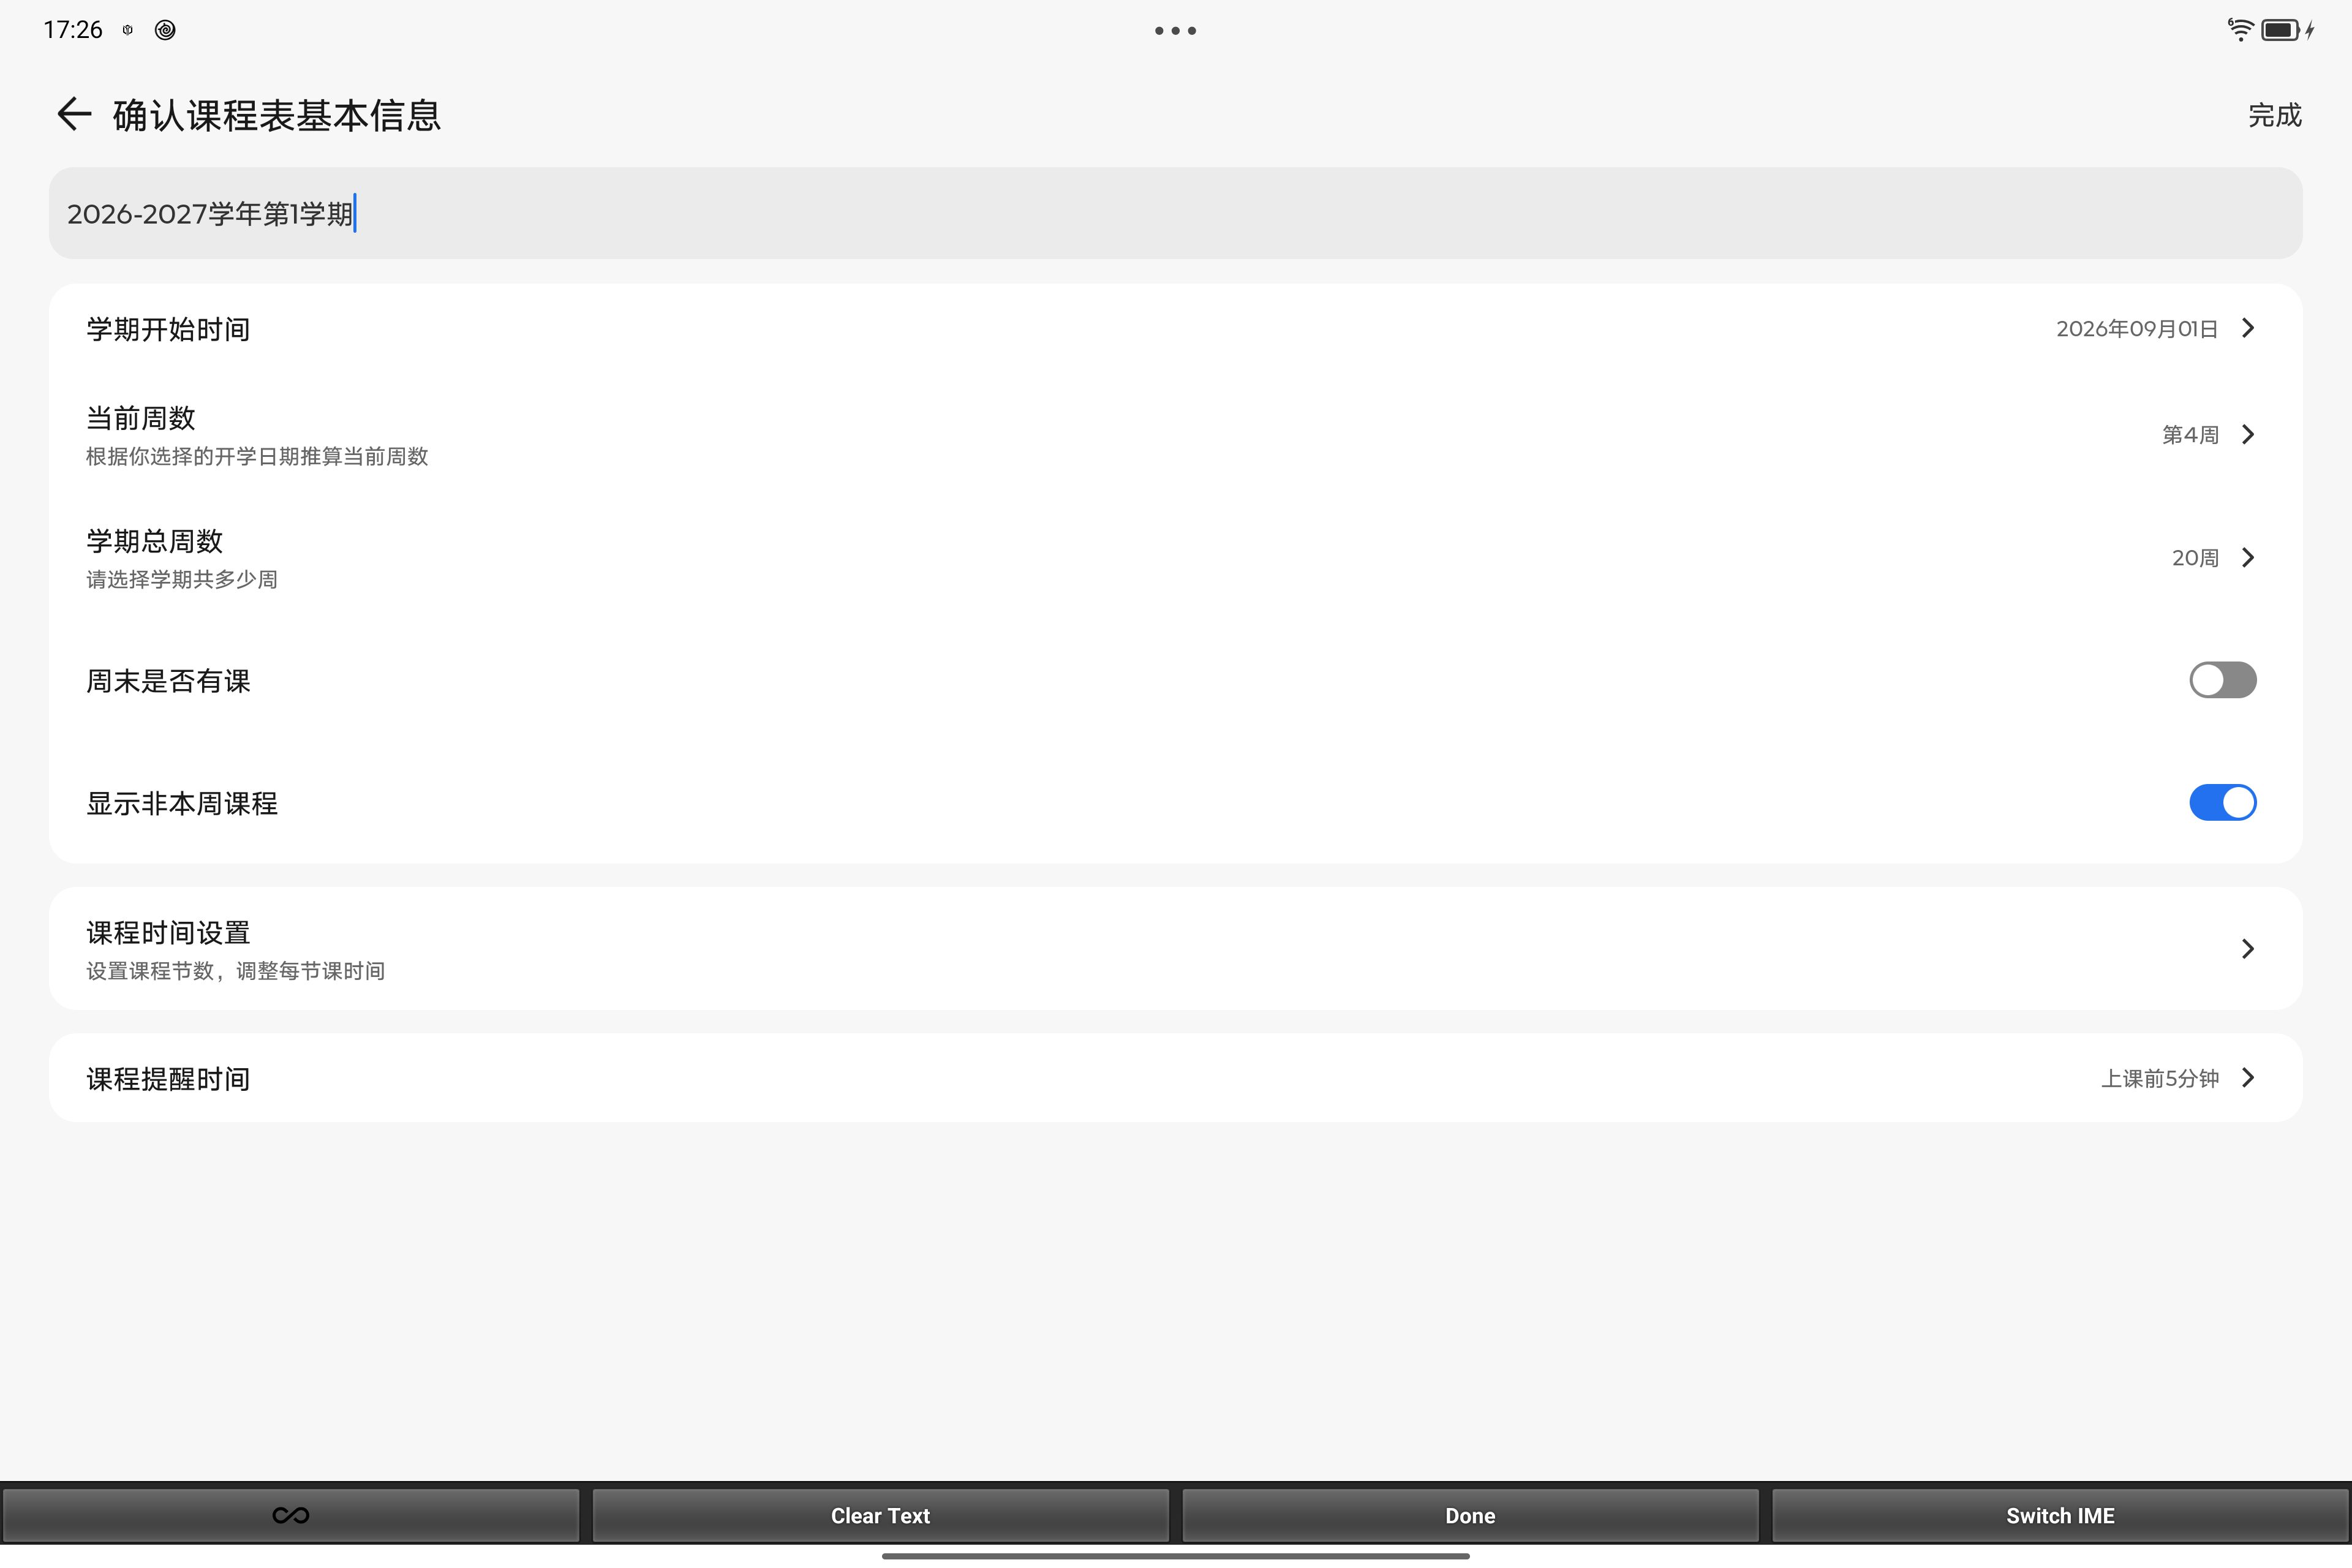 17:26
6
确认课程表基本信息
完成
2026-2027学年第1学期
学期开始时间
2026年09月01日
当前周数
根据你选择的开学日期推算当前周数
第4周
学期总周数
请选择学期共多少周
20周
周末是否有课
显示非本周课程
课程时间设置
设置课程节数，调整每节课时间
课程提醒时间
上课前5分钟
Clear Text
Done
Switch IME